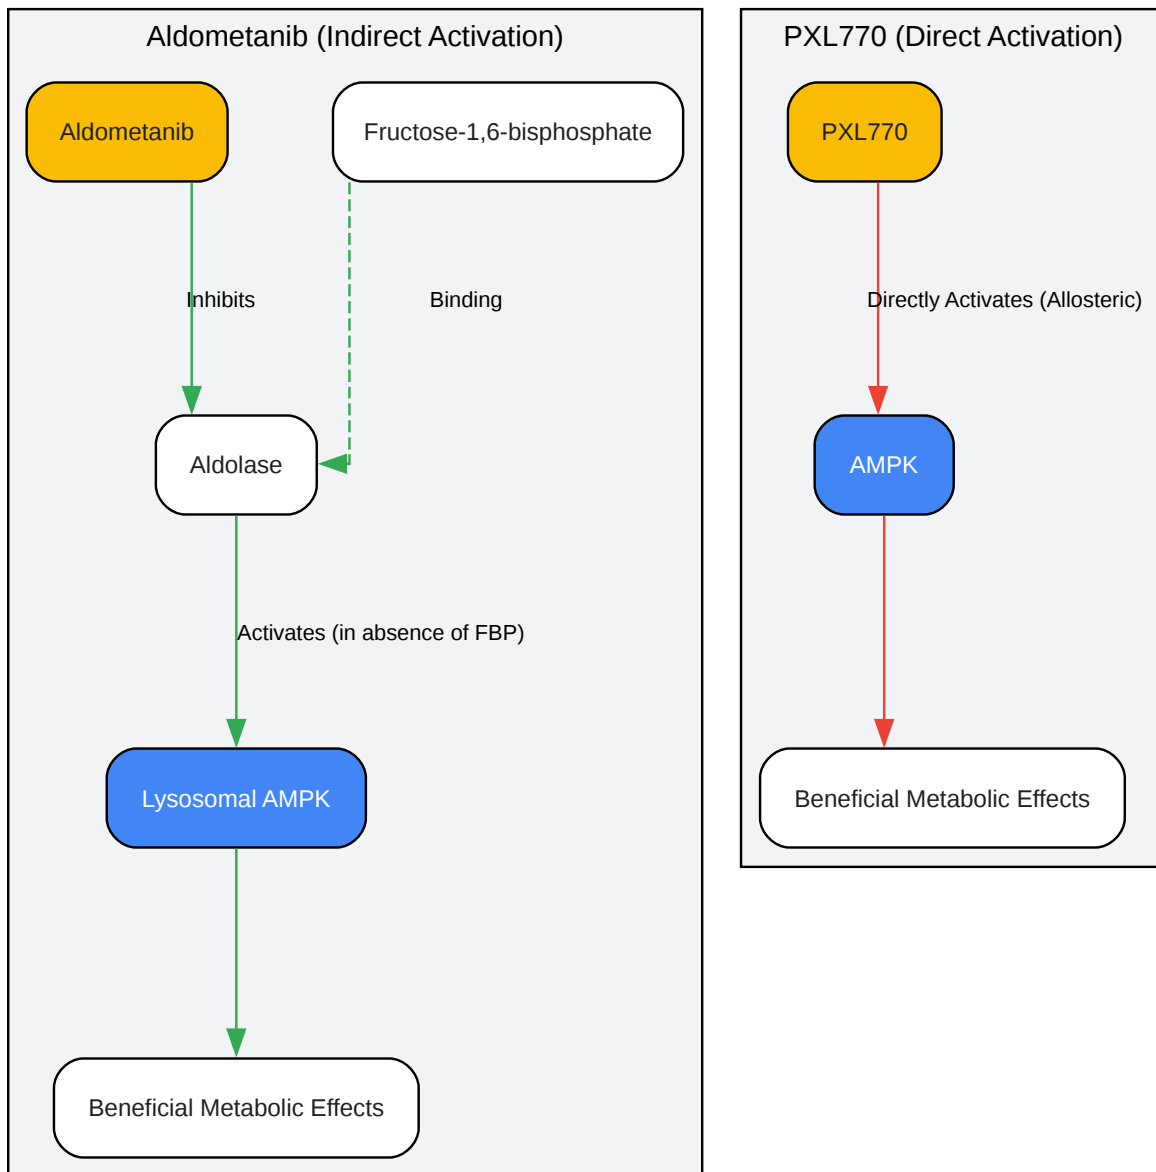 Aldometanib (Indirect Activation)
Aldometanib
Fructose-1,6-bisphosphate
Inhibits
Binding
Aldolase
Activates (in absence of FBP)
Lysosomal AMPK
Beneficial Metabolic Effects
PXL770 (Direct Activation)
PXL770
Directly Activates (Allosteric)
AMPK
Beneficial Metabolic Effects